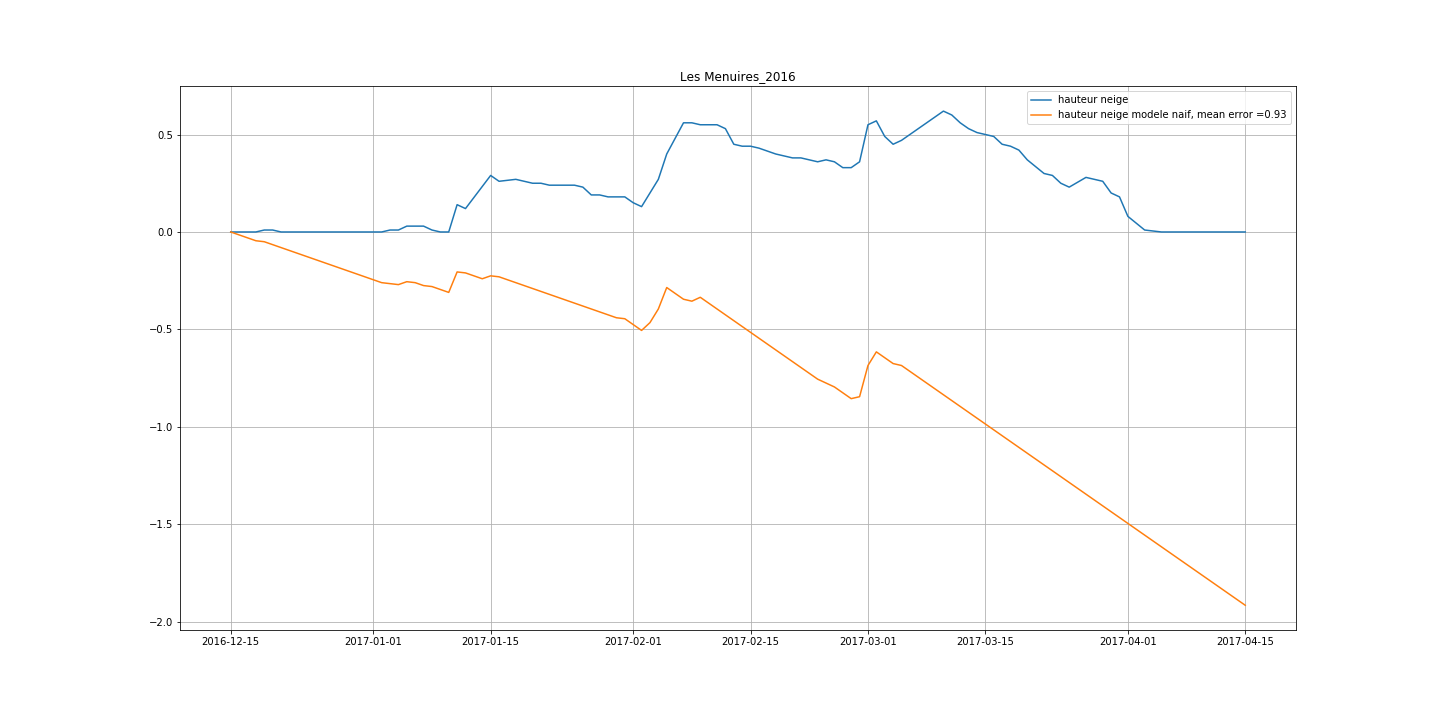 Les Menuires_2016
hauteur neige
hauteur neige modele naif, mean error =0.93
0.5
0.0
−0.5
−1.0
−1.5
−2.0
2016-12-15 2017-01-01 2017-01-15 2017-02-01 2017-02-15 2017-03-01 2017-03-15 2017-04-01 2017-04-15